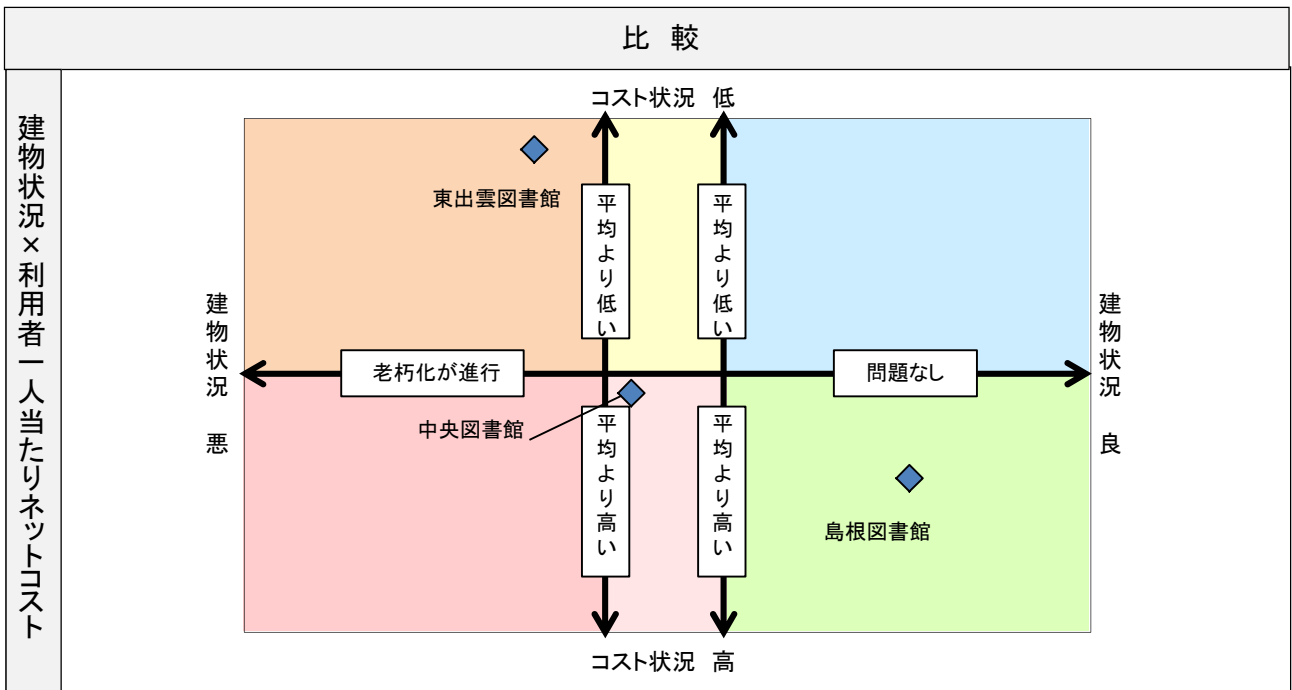 比 較
建物状況×利用者一人当たりネットコスト
コスト状況 低
東出雲図書館
平均より低い
平均より低い
建物状況 悪
老朽化が進行
問題なし
建物状況 良
中央図書館
平均より高い
平均より高い
島根図書館
コスト状況 高